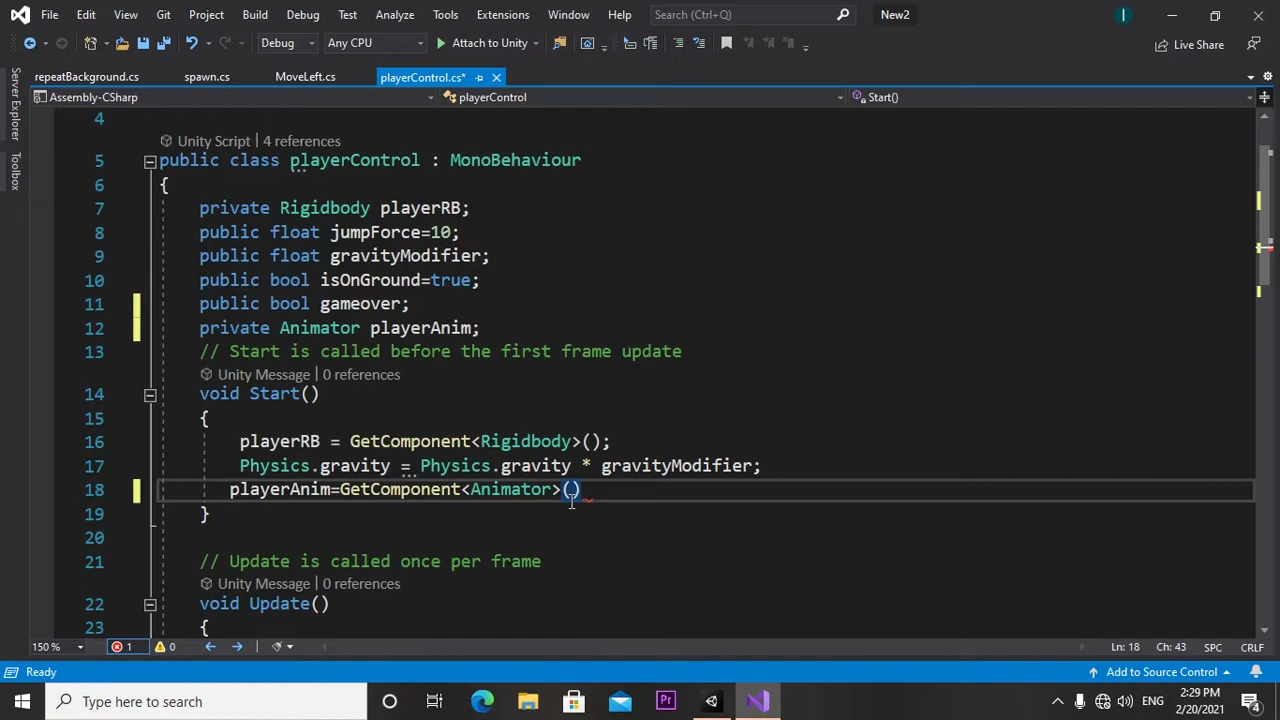 File Edit View Git Project Build Debug Test Analyze Tools Extensions Window Help Search (Ctrl+Q) New2 I
Debug Any CPU Attach to Unity Live Share
repeatBackground.cs spawn.cs MoveLeft.cs playerControl.cs*
Assembly-CSharp playerControl Start()
Server Explorer
Toolbox
4
Unity Script | 4 references
5 public class playerControl : MonoBehaviour
6 {
7 private Rigidbody playerRB;
8 public float jumpForce=10;
9 public float gravityModifier;
10 public bool isOnGround=true;
11 public bool gameover;
12 private Animator playerAnim;
13 // Start is called before the first frame update
Unity Message | 0 references
14 void Start()
15 {
16 playerRB = GetComponent<Rigidbody>();
17 Physics.gravity = Physics.gravity * gravityModifier;
18 playerAnim=GetComponent<Animator>()
19 }
20
21 // Update is called once per frame
Unity Message | 0 references
22 void Update()
23 {
150 % 1 0 Ln: 18 Ch: 43 SPC CRLF
Ready Add to Source Control
Type here to search Pr ENG 2:29 PM
2/20/2021 4